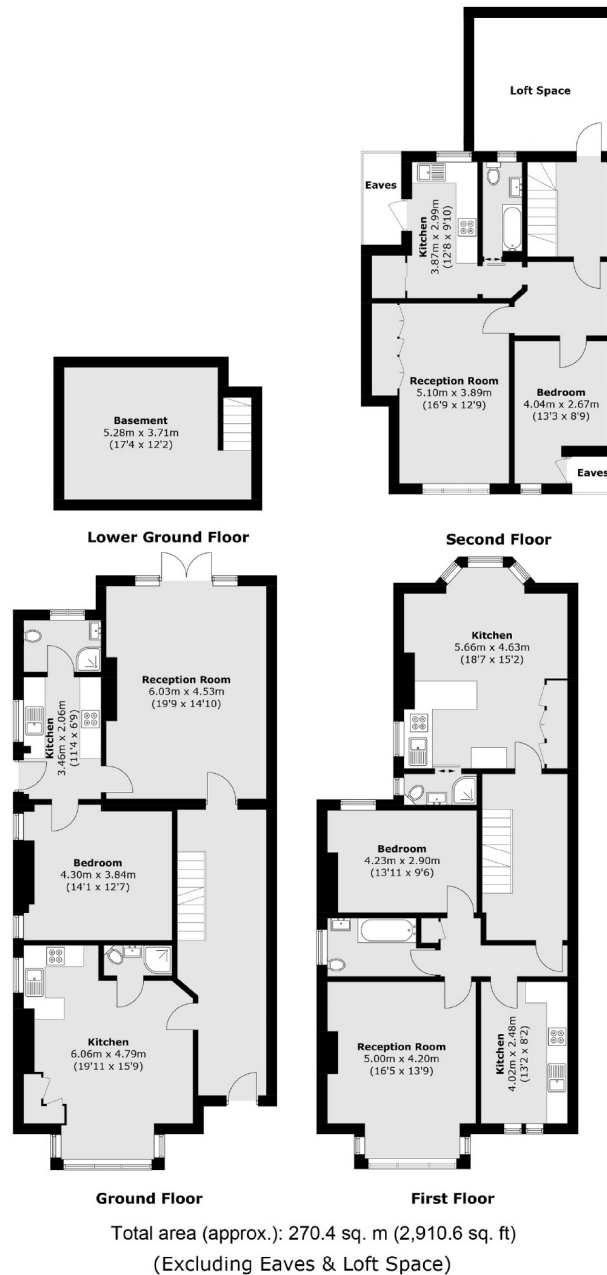 Loft Space
Eaves
Kitchen
3.87m x 2.99m
(12'8 x 9'10)
Reception Room
5.10m x 3.89m
(16'9 x 12'9)
Bedroom
4.04m x 2.67m
(13'3 x 8'9)
Eaves
Basement
5.28m x 3.71m
(17'4 x 12'2)
Lower Ground Floor
Second Floor
Reception Room
6.03m x 4.53m
(19'9 x 14'10)
Kitchen
3.46m x 2.06m
(11'4 x 6'9)
Bedroom
4.30m x 3.84m
(14'1 x 12'7)
Kitchen
6.06m x 4.79m
(19'11 x 15'9)
Ground Floor
Kitchen
5.66m x 4.63m
(18'7 x 15'2)
Bedroom
4.23m x 2.90m
(13'11 x 9'6)
Reception Room
5.00m x 4.20m
(16'5 x 13'9)
Kitchen
4.02m x 2.48m
(13'2 x 8'2)
First Floor
Total area (approx.): 270.4 sq. m (2,910.6 sq. ft)
(Excluding Eaves & Loft Space)